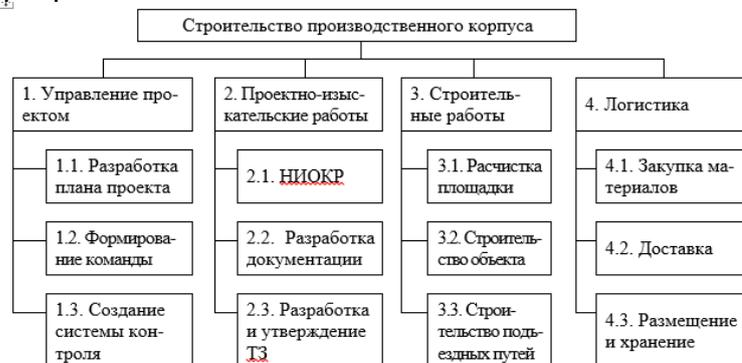 Строительство производственного корпуса
1. Управление про-
ектом
1.1. Разработка
плана проекта
1.2. Формирова-
ние команды
1.3. Создание
системы кон-
троля
2. Проектно-изыс-
кательские работы
2.1. НИОКР
2.2. Разработка
документации
2.3. Разработка
и утверждение
ТЗ
3. Строитель-
ные работы
3.1. Расчистка
площадки
3.2. Строитель-
ство объекта
3.3. Строи-
тельство подъ-
ездных путей
4. Логистика
4.1. Закупка ма-
териалов
4.2. Доставка
4.3. Размещение
и хранение